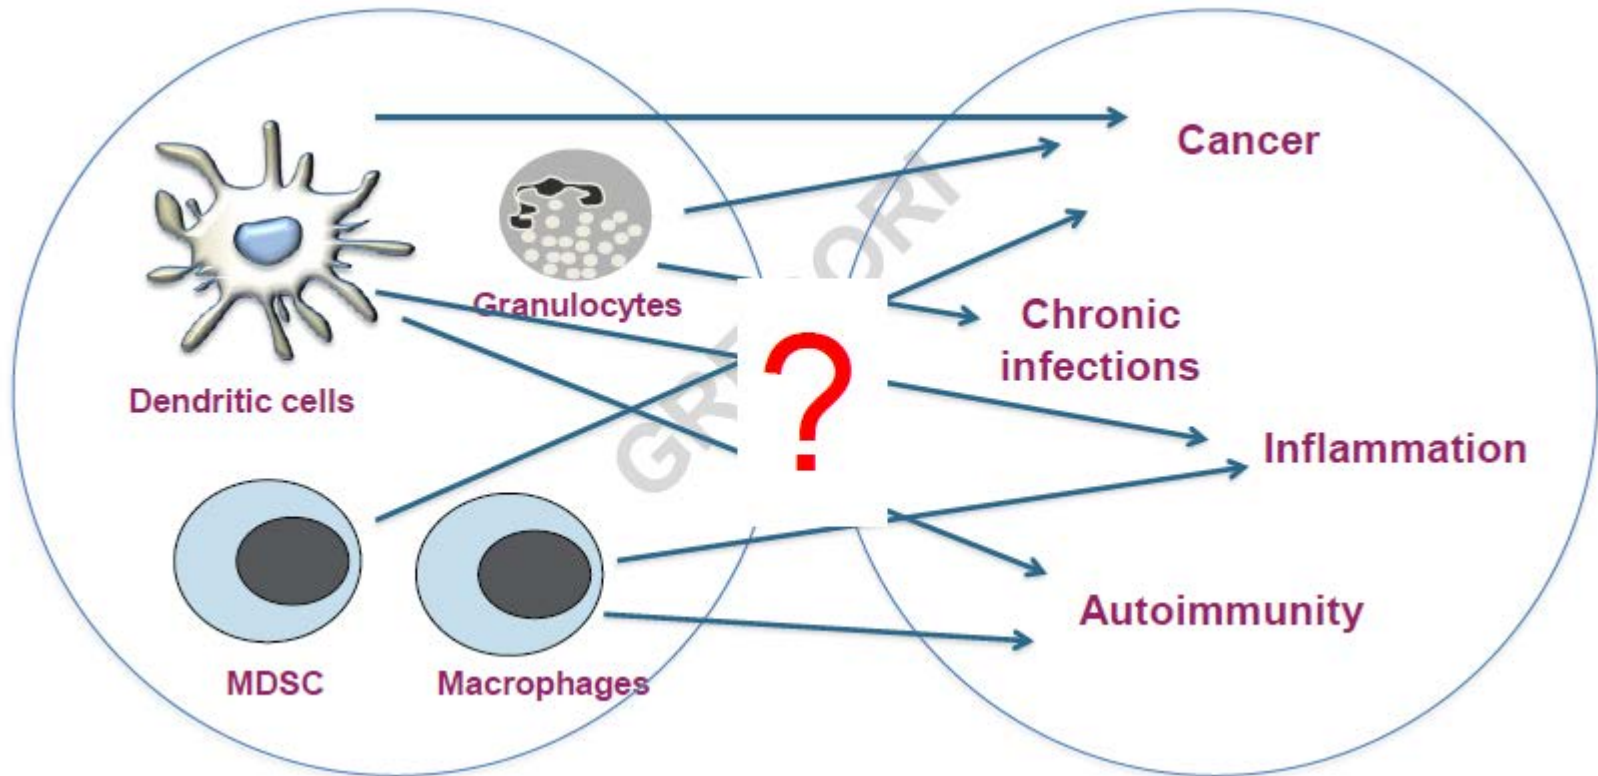 Cancer
Granulocytes
Chronic
infections
?
Dendritic cells
Inflammation
Autoimmunity
MDSC
Macrophages